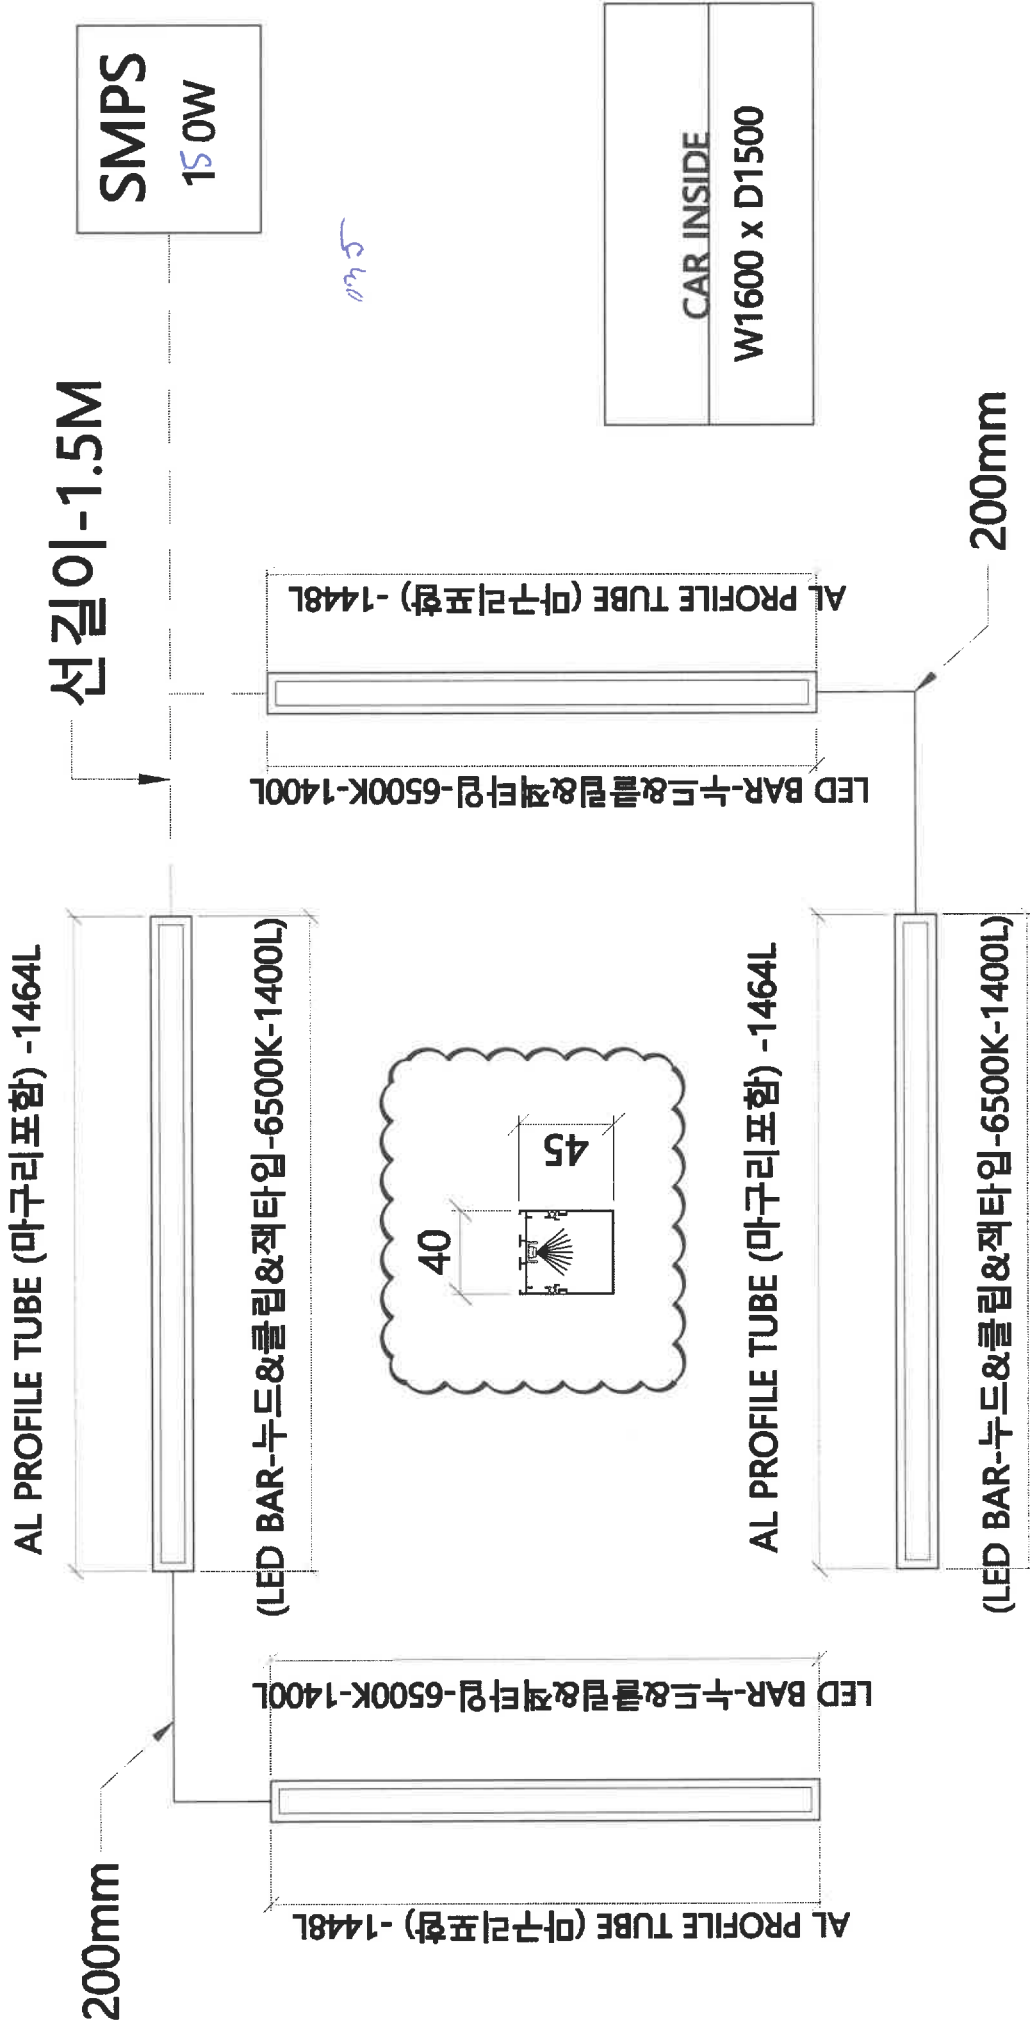 AL PROFILE TUBE (마구리포함) -1464L
(LED BAR-누드&클립&잭타입-6500K-1400L)
선길이-1.5M
SMPS
150W
200mm
AL PROFILE TUBE (마구리포함) -1448L
LED BAR-누드&클립&잭타입-6500K-1400L
40
45
LED BAR-누드&클립&잭타입-6500K-1400L
AL PROFILE TUBE (마구리포함) -1448L
CAR INSIDE
W1600 x D1500
AL PROFILE TUBE (마구리포함) -1464L
(LED BAR-누드&클립&잭타입-6500K-1400L)
200mm